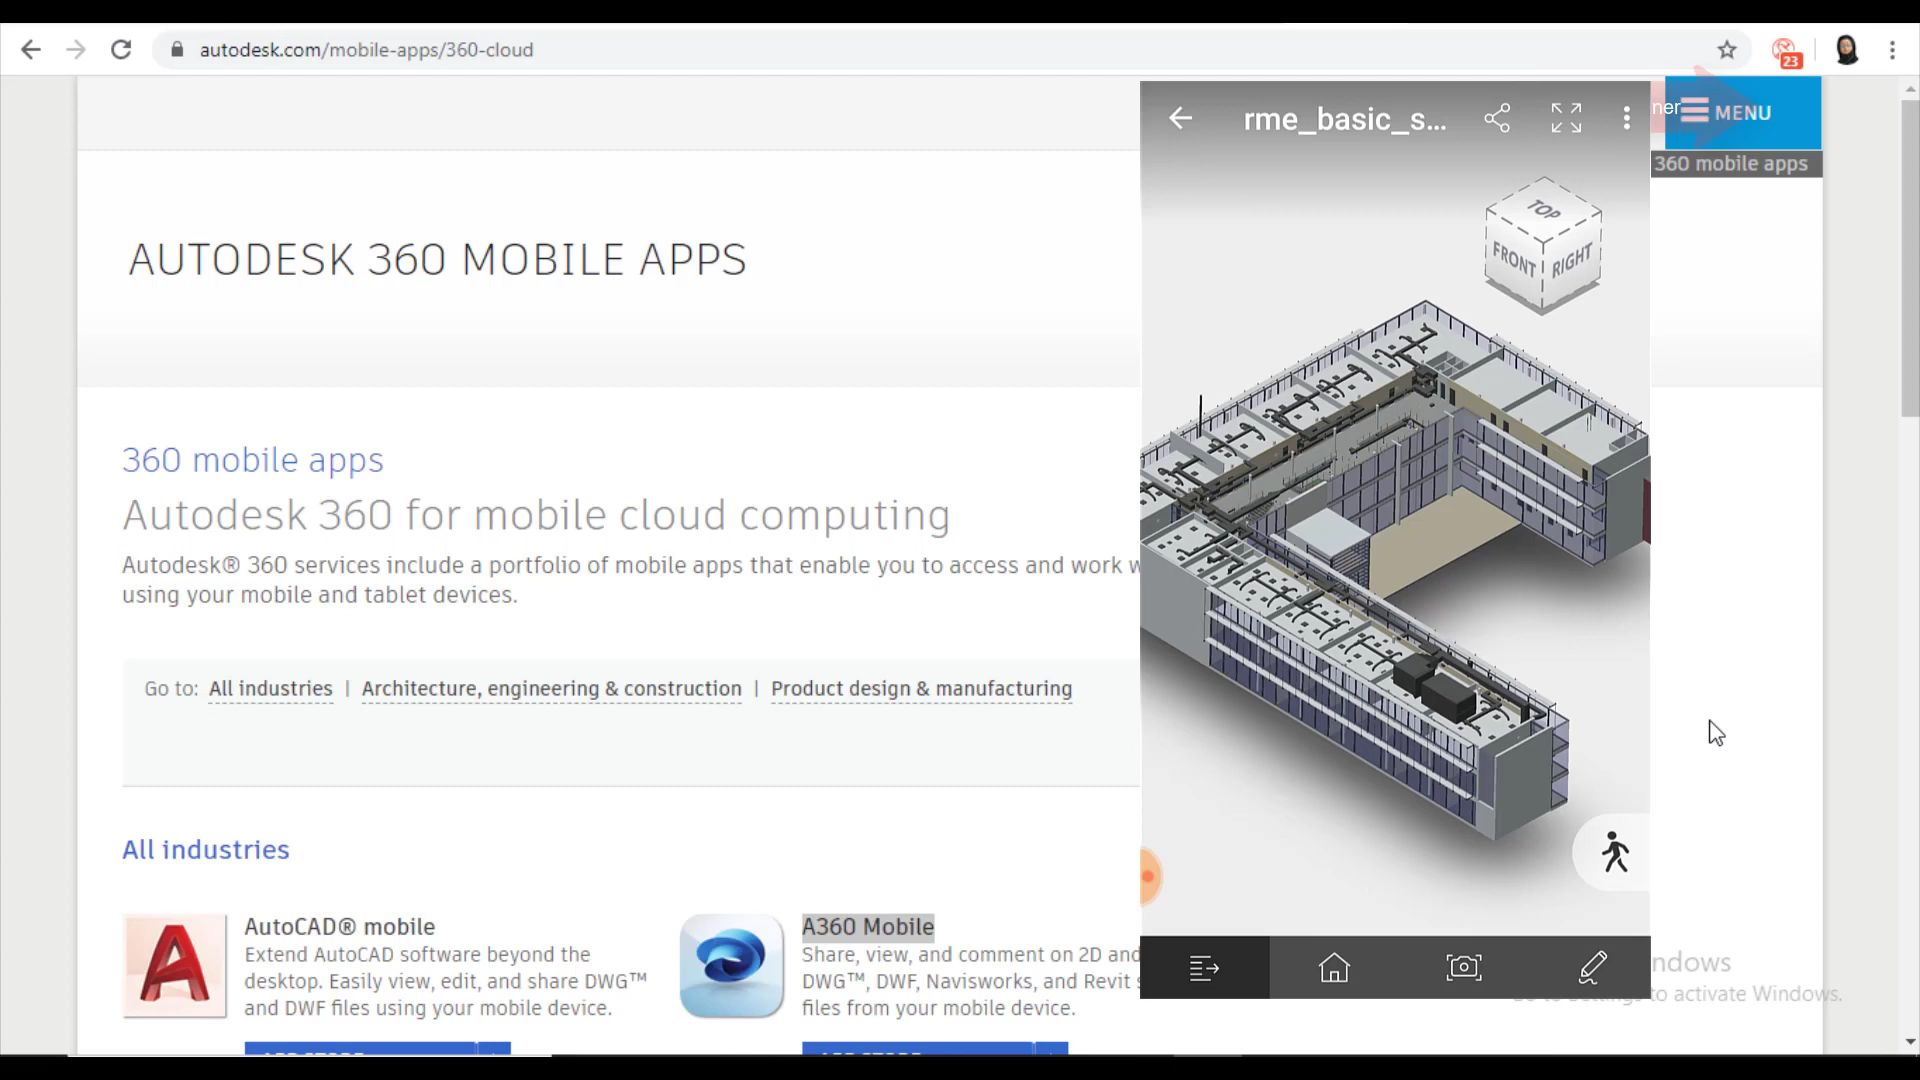 autodesk.com/mobile-apps/360-cloud
23
MENU
360 mobile apps
rme_basic_s...
TOP
FRONT
RIGHT
AUTODESK 360 MOBILE APPS
360 mobile apps
Autodesk 360 for mobile cloud computing
Autodesk® 360 services include a portfolio of mobile apps that enable you to access and work
using your mobile and tablet devices.
Go to: All industries | Architecture, engineering & construction | Product design & manufacturing
All industries
AutoCAD® mobile
Extend AutoCAD software beyond the
desktop. Easily view, edit, and share DWG™
and DWF files using your mobile device.
A360 Mobile
Share, view, and comment on 2D and
DWG™, DWF, Navisworks, and Revit
files from your mobile device.
to activate Windows.